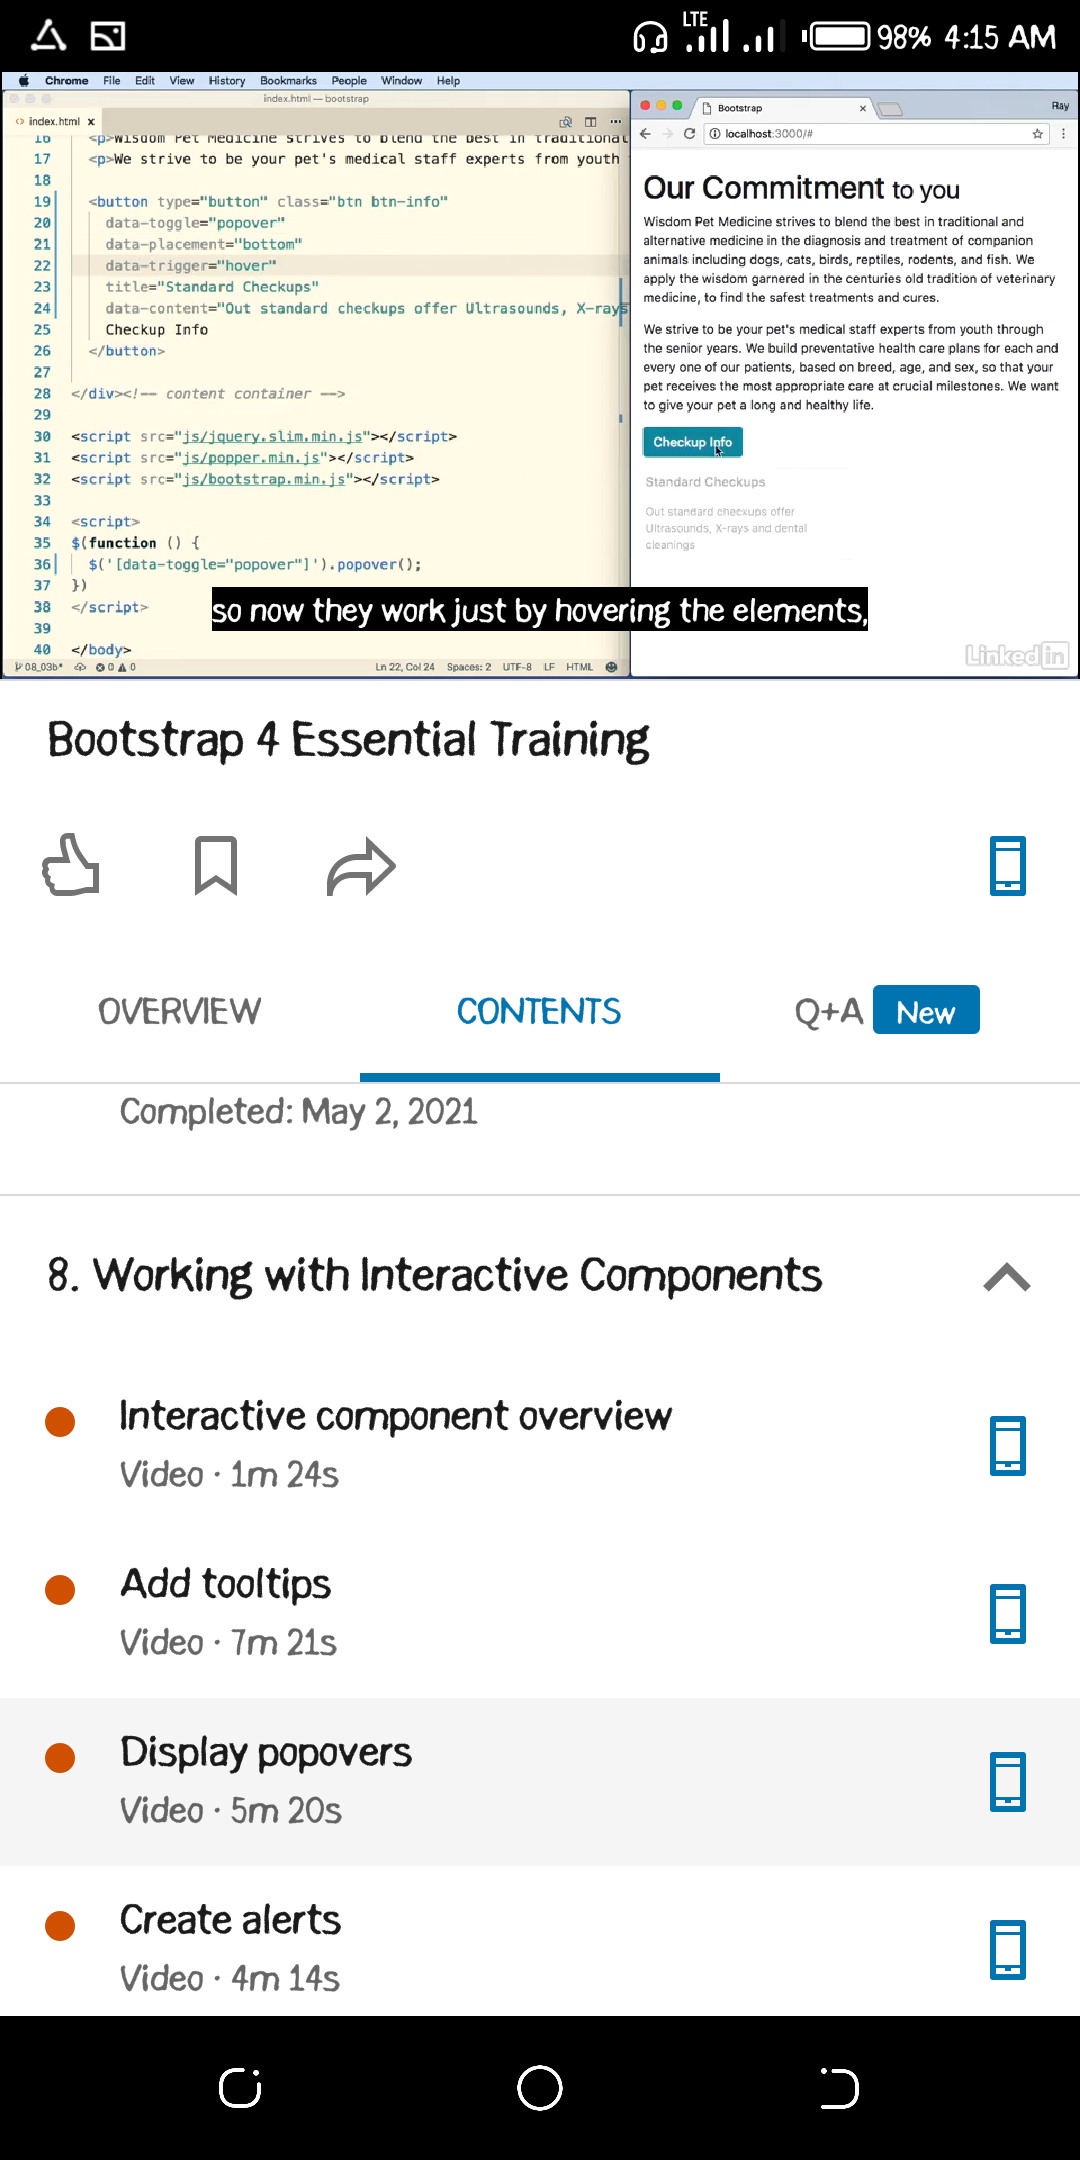 LTE 98% 4:15 AM
Chrome File Edit View History Bookmarks People Window Help
index.html — bootstrap
index.html
16 <p>Wisdom Pet Medicine strives to blend the best in traditional
17 <p>We strive to be your pet's medical staff experts from youth
18
19 <button type="button" class="btn btn-info"
20 data-toggle="popover"
21 data-placement="bottom"
22 data-trigger="hover"
23 title="Standard Checkups"
24 data-content="Out standard checkups offer Ultrasounds, X-rays
25 Checkup Info
26 </button>
27
28 </div><!-- content container -->
29
30 <script src="js/jquery.slim.min.js"></script>
31 <script src="js/popper.min.js"></script>
32 <script src="js/bootstrap.min.js"></script>
33
34 <script>
35 $(function () {
36 $('[data-toggle="popover"]').popover();
37 })
38 </script>
39
40 </body>
08_03b* 0 0 Ln 22, Col 24 Spaces: 2 UTF-8 LF HTML
Bootstrap Ray
localhost:3000/#
Our Commitment to you
Wisdom Pet Medicine strives to blend the best in traditional and
alternative medicine in the diagnosis and treatment of companion
animals including dogs, cats, birds, reptiles, rodents, and fish. We
apply the wisdom garnered in the centuries old tradition of veterinary
medicine, to find the safest treatments and cures.
We strive to be your pet's medical staff experts from youth through
the senior years. We build preventative health care plans for each and
every one of our patients, based on breed, age, and sex, so that your
pet receives the most appropriate care at crucial milestones. We want
to give your pet a long and healthy life.
Checkup Info
Standard Checkups
Out standard checkups offer
Ultrasounds, X-rays and dental
cleanings
so now they work just by hovering the elements,
Linked in
Bootstrap 4 Essential Training
OVERVIEW CONTENTS Q+A New
Completed: May 2, 2021
8. Working with Interactive Components
Interactive component overview
Video · 1m 24s
Add tooltips
Video · 7m 21s
Display popovers
Video · 5m 20s
Create alerts
Video · 4m 14s